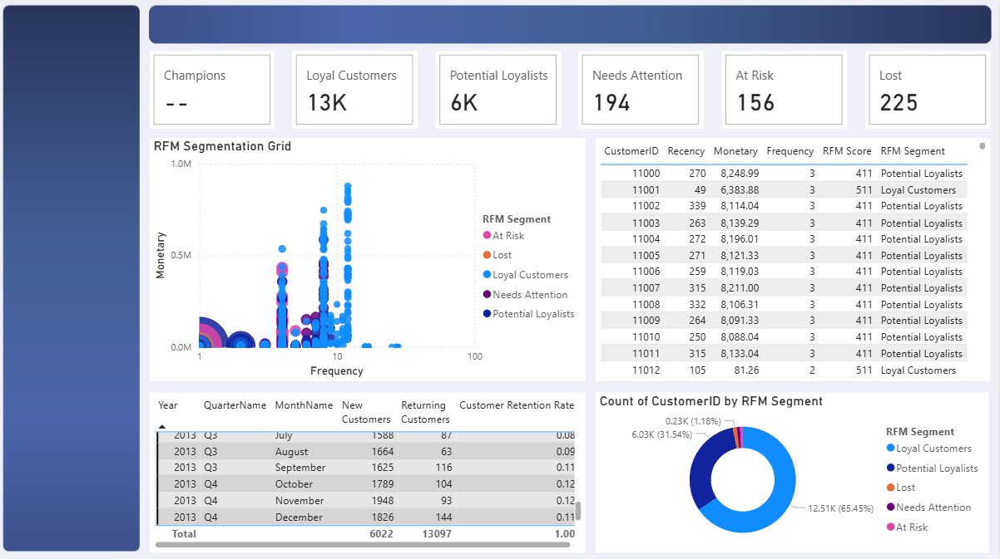 Champions
--
Loyal Customers
13K
Potential Loyalists
6K
Needs Attention
194
At Risk
156
Lost
225
RFM Segmentation Grid
1.0M
0.5M
0.0M
Monetary
1 10 100
Frequency
RFM Segment
At Risk
Lost
Loyal Customers
Needs Attention
Potential Loyalists
CustomerID Recency Monetary Frequency RFM Score RFM Segment
11000 270 8,248.99 3 411 Potential Loyalists
11001 49 6,383.88 3 511 Loyal Customers
11002 339 8,114.04 3 411 Potential Loyalists
11003 263 8,139.29 3 411 Potential Loyalists
11004 272 8,196.01 3 411 Potential Loyalists
11005 271 8,121.33 3 411 Potential Loyalists
11006 259 8,119.03 3 411 Potential Loyalists
11007 315 8,211.00 3 411 Potential Loyalists
11008 332 8,106.31 3 411 Potential Loyalists
11009 264 8,091.33 3 411 Potential Loyalists
11010 250 8,088.04 3 411 Potential Loyalists
11011 315 8,133.04 3 411 Potential Loyalists
11012 105 81.26 2 511 Loyal Customers
Year QuarterName MonthName New Customers Returning Customers Customer Retention Rate
2013 Q3 July 1588 87 0.08
2013 Q3 August 1664 63 0.09
2013 Q3 September 1625 116 0.11
2013 Q4 October 1789 104 0.12
2013 Q4 November 1948 93 0.12
2013 Q4 December 1826 144 0.11
Total 6022 13097 1.00
Count of CustomerID by RFM Segment
0.23K (1.18%)
6.03K (31.54%)
12.51K (65.45%)
RFM Segment
Loyal Customers
Potential Loyalists
Lost
Needs Attention
At Risk